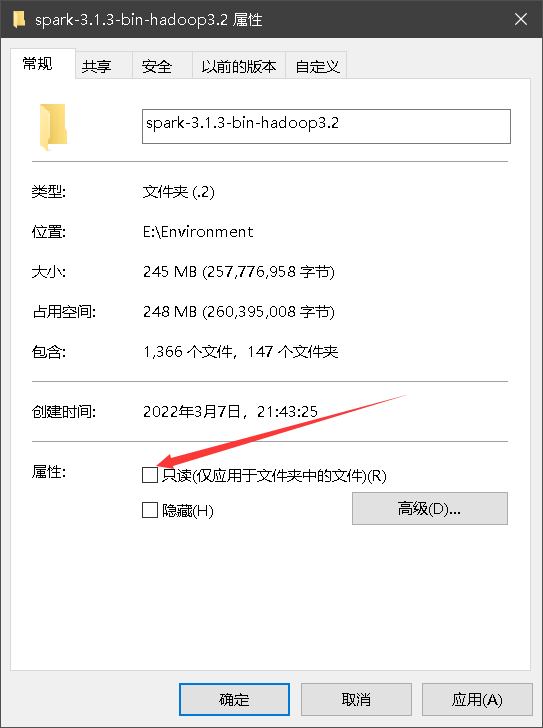 spark-3.1.3-bin-hadoop3.2 属性
常规 共享 安全 以前的版本 自定义
spark-3.1.3-bin-hadoop3.2
类型: 文件夹 (.2)
位置: E:\Environment
大小: 245 MB (257,776,958 字节)
占用空间: 248 MB (260,395,008 字节)
包含: 1,366 个文件，147 个文件夹
创建时间: 2022年3月7日，21:43:25
属性: 只读(仅应用于文件夹中的文件)(R)
隐藏(H) 高级(D)...
确定 取消 应用(A)